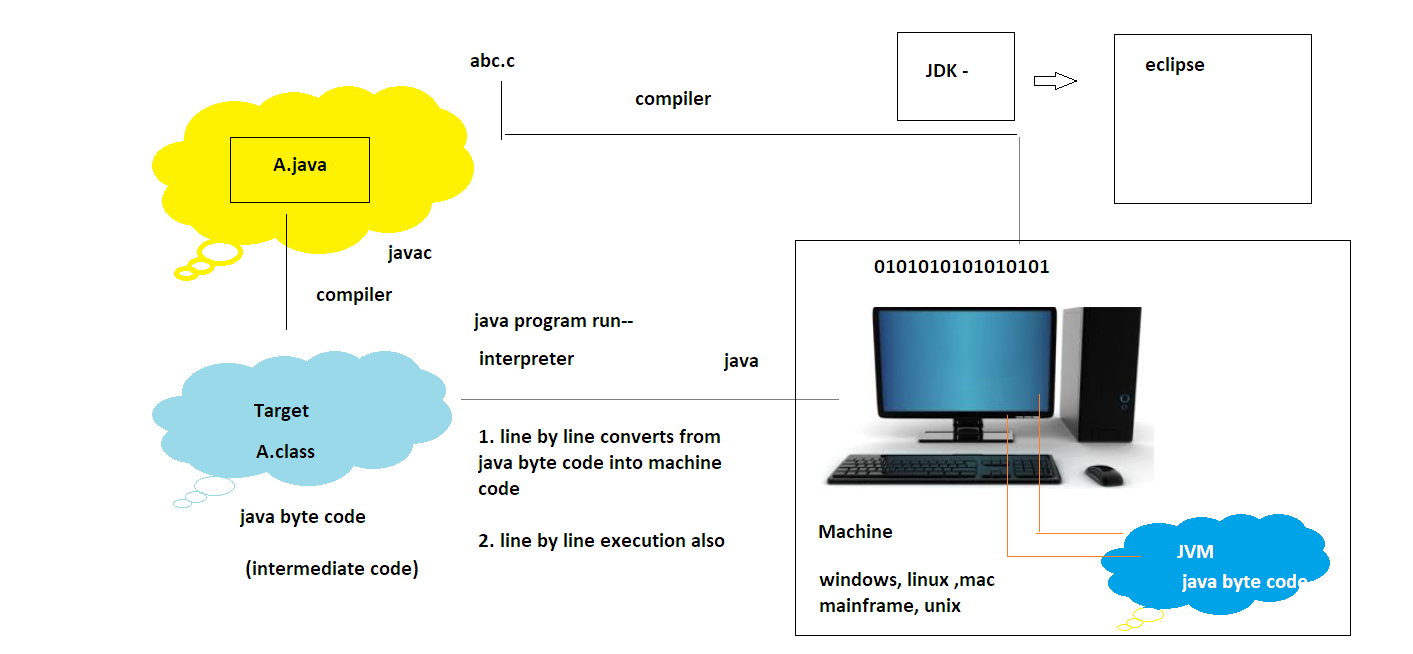 abc.c
compiler
JDK -
eclipse
A.java
javac
compiler
0101010101010101
java program run--
interpreter
java
Target
A.class
java byte code
(intermediate code)
1. line by line converts from
java byte code into machine
code
2. line by line execution also
Machine
windows, linux ,mac
mainframe, unix
JVM
java byte code